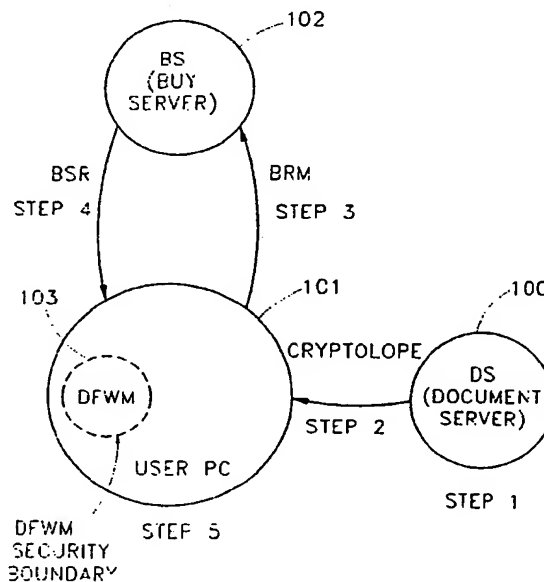 102
BS
(BUY
SERVER)
BSR
BRM
STEP 4
STEP 3
103
101
100
CRYPTOLOPE
DS
(DOCUMENT
SERVER)
DFWM
STEP 2
USER PC
STEP 1
DFWM
SECURITY
BOUNDARY
STEP 5